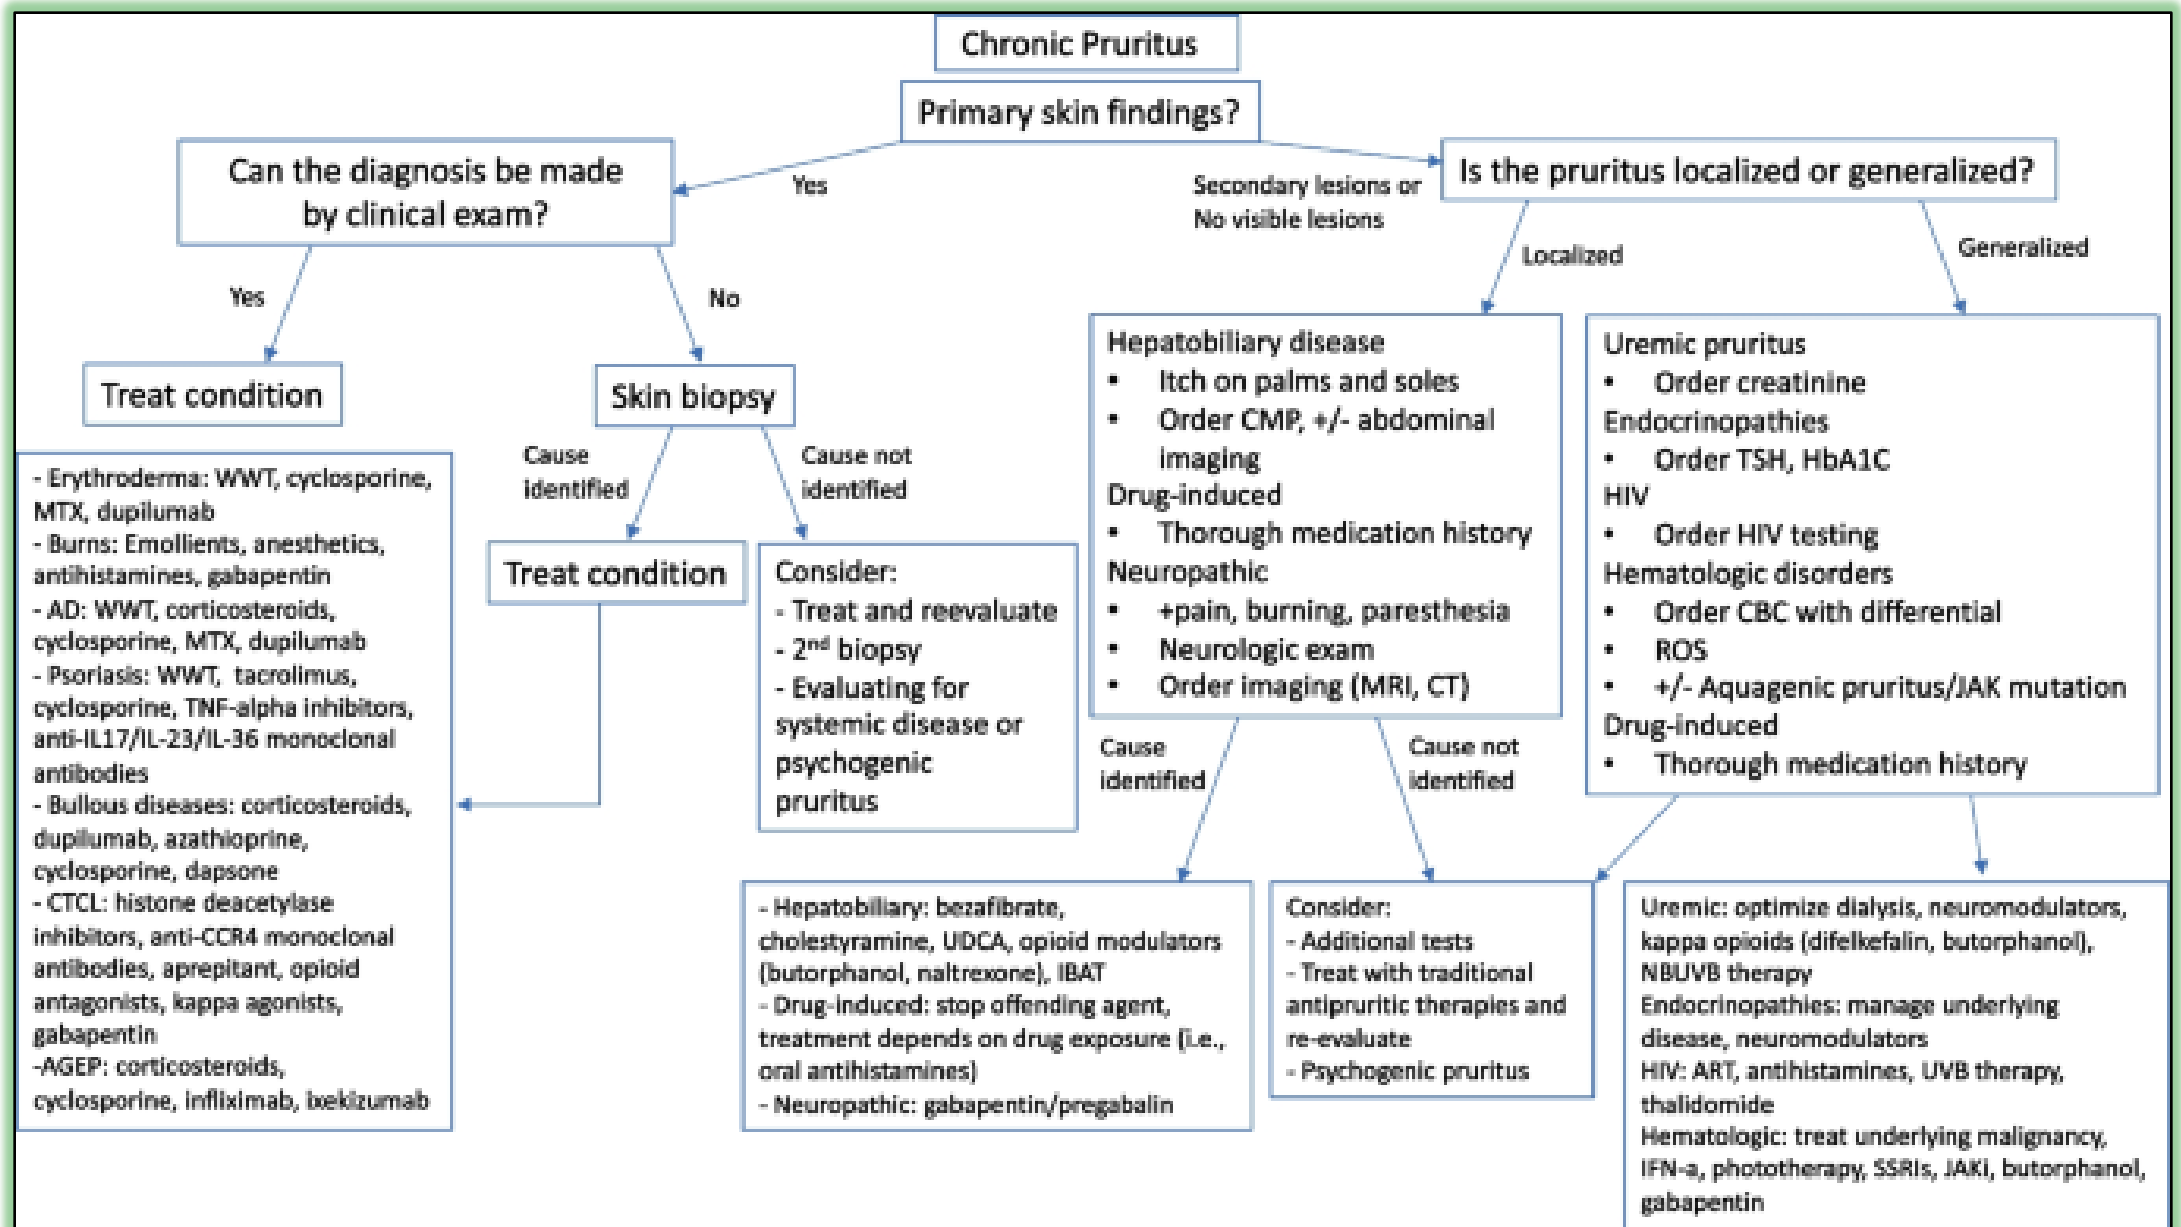 Chronic Pruritus
Primary skin findings?
Can the diagnosis be made
by clinical exam?
Yes
Secondary lesions or
No visible lesions
Is the pruritus localized or generalized?
Yes
No
Localized
Generalized
Treat condition
Skin biopsy
Cause
identified
Cause not
identified
- Erythroderma: WWT, cyclosporine,
MTX, dupilumab
- Burns: Emollients, anesthetics,
antihistamines, gabapentin
- AD: WWT, corticosteroids,
cyclosporine, MTX, dupilumab
- Psoriasis: WWT, tacrolimus,
cyclosporine, TNF-alpha inhibitors,
anti-IL17/IL-23/IL-36 monoclonal
antibodies
- Bullous diseases: corticosteroids,
dupilumab, azathioprine,
cyclosporine, dapsone
- CTCL: histone deacetylase
inhibitors, anti-CCR4 monoclonal
antibodies, aprepitant, opioid
antagonists, kappa agonists,
gabapentin
-AGEP: corticosteroids,
cyclosporine, infliximab, ixekizumab
Treat condition
Consider:
- Treat and reevaluate
- 2nd biopsy
- Evaluating for
systemic disease or
psychogenic
pruritus
Hepatobiliary disease
• Itch on palms and soles
• Order CMP, +/- abdominal
imaging
Drug-induced
• Thorough medication history
Neuropathic
• +pain, burning, paresthesia
• Neurologic exam
• Order imaging (MRI, CT)
Uremic pruritus
• Order creatinine
Endocrinopathies
• Order TSH, HbA1C
HIV
• Order HIV testing
Hematologic disorders
• Order CBC with differential
• ROS
• +/- Aquagenic pruritus/JAK mutation
Drug-induced
• Thorough medication history
Cause
identified
Cause not
identified
- Hepatobiliary: bezafibrate,
cholestyramine, UDCA, opioid modulators
(butorphanol, naltrexone), IBAT
- Drug-induced: stop offending agent,
treatment depends on drug exposure (i.e.,
oral antihistamines)
- Neuropathic: gabapentin/pregabalin
Consider:
- Additional tests
- Treat with traditional
antipruritic therapies and
re-evaluate
- Psychogenic pruritus
Uremic: optimize dialysis, neuromodulators,
kappa opioids (difelkefalin, butorphanol),
NBUVB therapy
Endocrinopathies: manage underlying
disease, neuromodulators
HIV: ART, antihistamines, UVB therapy,
thalidomide
Hematologic: treat underlying malignancy,
IFN-a, phototherapy, SSRIs, JAKi, butorphanol,
gabapentin